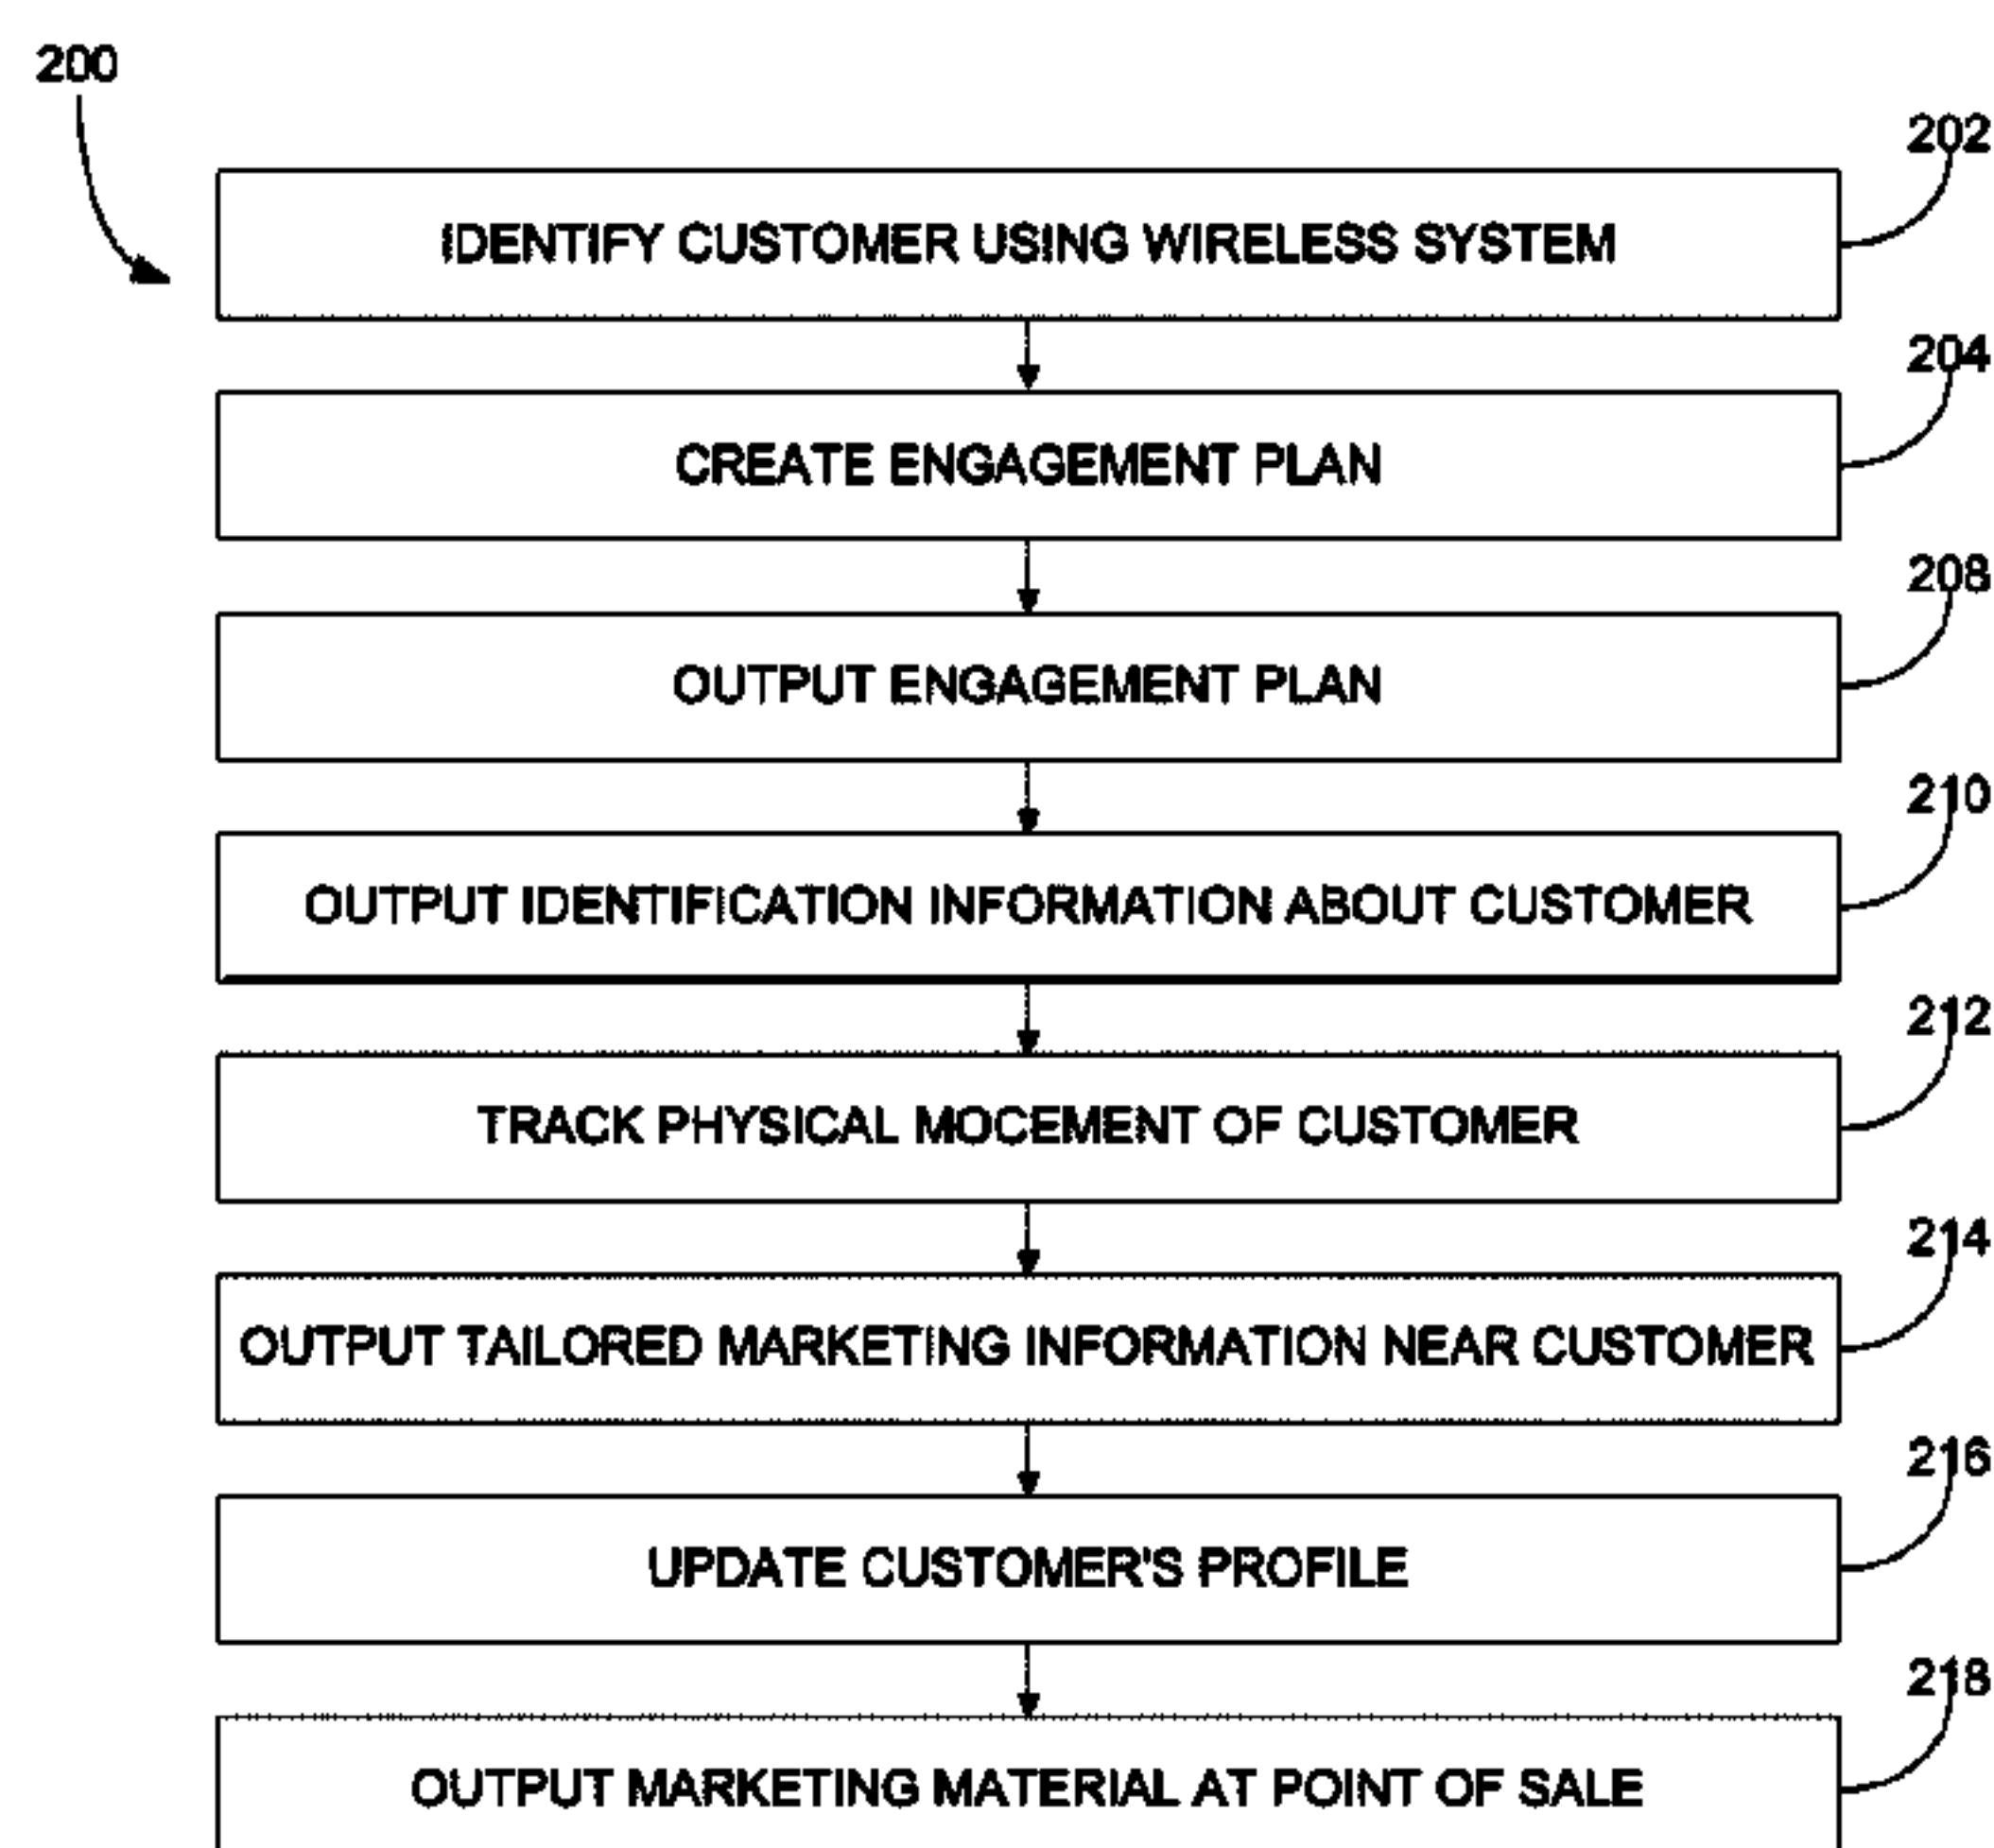 200
202
IDENTIFY CUSTOMER USING WIRELESS SYSTEM
204
CREATE ENGAGEMENT PLAN
208
OUTPUT ENGAGEMENT PLAN
210
OUTPUT IDENTIFICATION INFORMATION ABOUT CUSTOMER
212
TRACK PHYSICAL MOCEMENT OF CUSTOMER
214
OUTPUT TAILORED MARKETING INFORMATION NEAR CUSTOMER
216
UPDATE CUSTOMER'S PROFILE
218
OUTPUT MARKETING MATERIAL AT POINT OF SALE